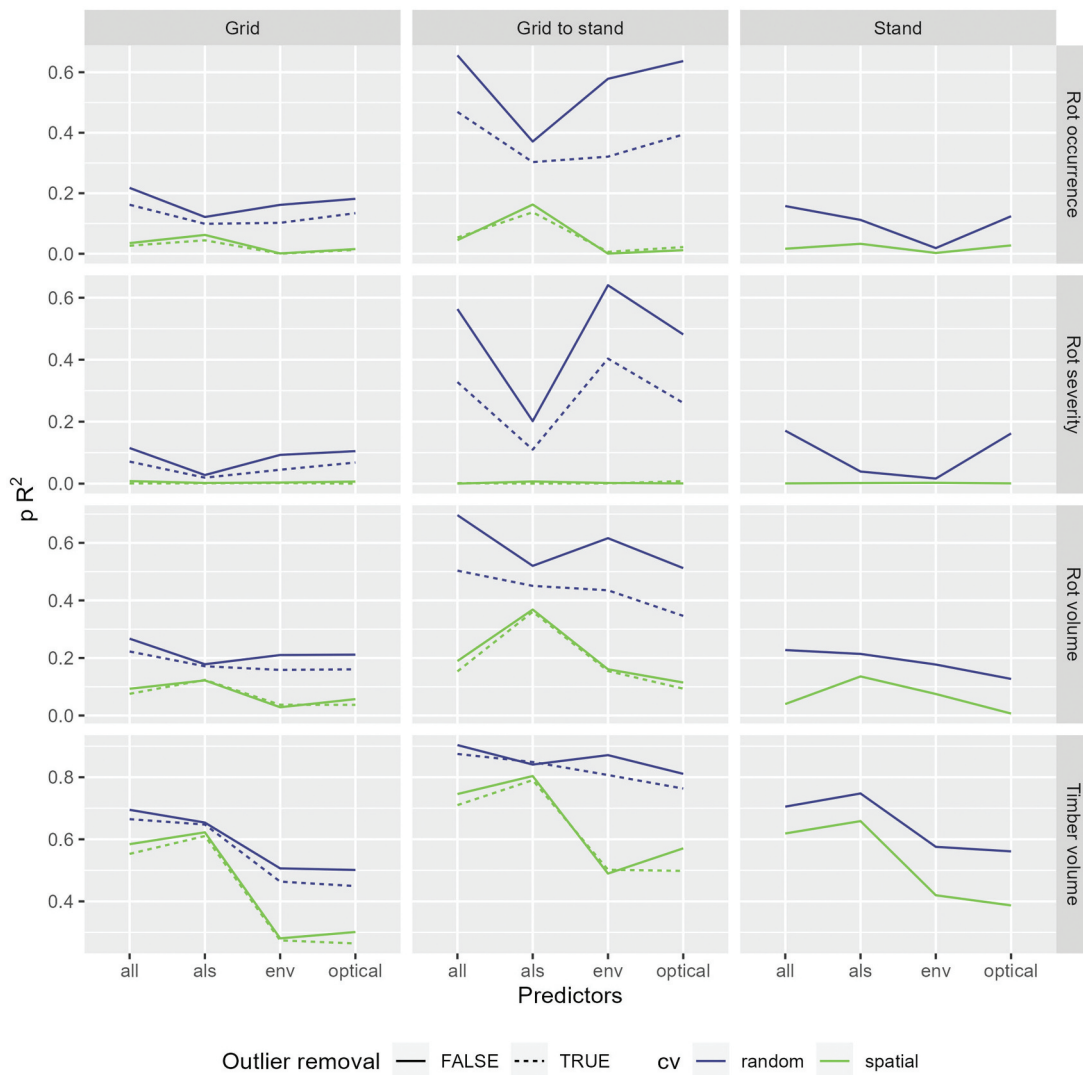 Grid
Grid to stand
Stand
0.6
0.4
0.2
0.0
Rot occurrence
0.6
0.4
0.2
0.0
Rot severity
0.6
0.4
0.2
0.0
Rot volume
0.8
0.6
0.4
Timber volume
p R²
all als env optical
all als env optical
all als env optical
Predictors
Outlier removal FALSE TRUE cv random spatial